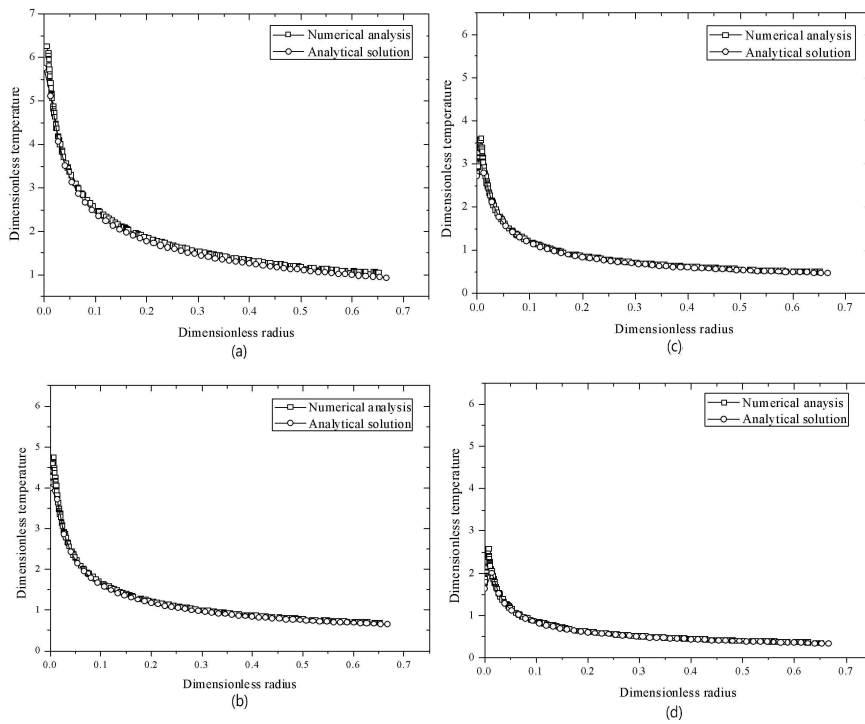 7
6
5
4
3
2
1
Dimensionless temperature
Numerical analysis
Analytical solution
0.0 0.1 0.2 0.3 0.4 0.5 0.6 0.7
Dimensionless radius
(a)
6
5
4
3
2
1
0
Dimensionless temperature
Numerical analysis
Analytical solution
0.0 0.1 0.2 0.3 0.4 0.5 0.6 0.7
Dimensionless radius
(c)
6
5
4
3
2
1
0
Dimensionless temperature
Numerical analysis
Analytical solution
0.0 0.1 0.2 0.3 0.4 0.5 0.6 0.7
Dimensionless radius
(b)
6
5
4
3
2
1
0
Dimensionless temperature
Numerical anaysis
Analytical solution
0.0 0.1 0.2 0.3 0.4 0.5 0.6 0.7
Dimensionless radius
(d)